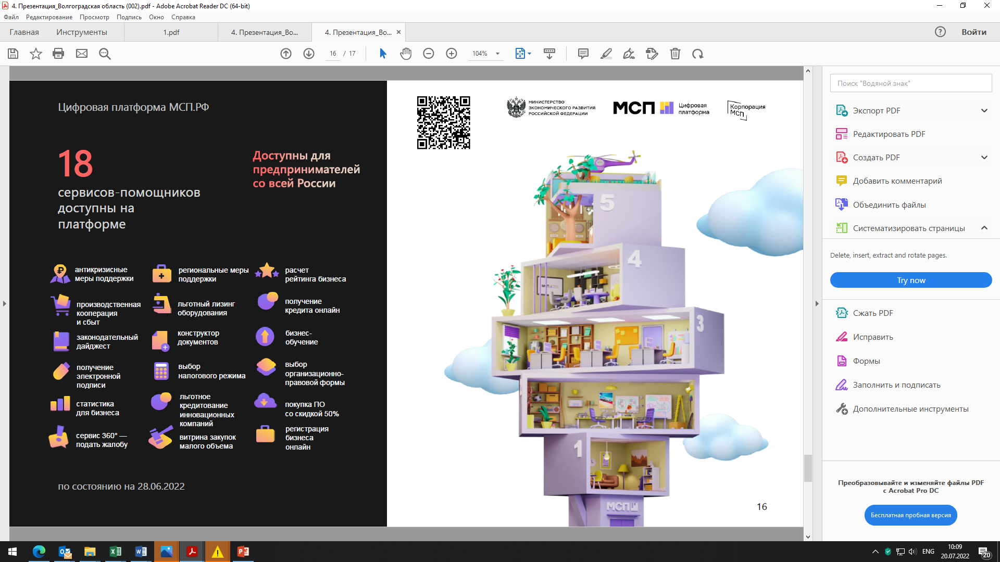 4. Презентация_Волгоградская область (002).pdf - Adobe Acrobat Reader DC (64-bit)
Файл Редактирование Просмотр Подпись Окно Справка
Главная Инструменты 1.pdf 4. Презентация_Во... 4. Презентация_Во... Войти
16 / 17 104%
Цифровая платформа МСП.РФ
18
сервисов-помощников
доступны на
платформе
Доступны для
предпринимателей
со всей России
антикризисные
меры поддержки
региональные меры
поддержки
расчет
рейтинга бизнеса
производственная
кооперация
и сбыт
льготный лизинг
оборудования
получение
кредита онлайн
законодательный
дайджест
конструктор
документов
бизнес-
обучение
получение
электронной
подписи
выбор
налогового режима
выбор
организационно-
правовой формы
статистика
для бизнеса
льготное
кредитование
инновационных
компаний
покупка ПО
со скидкой 50%
сервис 360° —
подать жалобу
витрина закупок
малого объема
регистрация
бизнеса
онлайн
по состоянию на 28.06.2022
МИНИСТЕРСТВО
ЭКОНОМИЧЕСКОГО РАЗВИТИЯ
РОССИЙСКОЙ ФЕДЕРАЦИИ
МСП
Цифровая
платформа
Корпорация
МСП
5
4
МСП
3
1
МСП
16
Поиск "Водяной знак"
Экспорт PDF
Редактировать PDF
Создать PDF
Добавить комментарий
Объединить файлы
Систематизировать страницы
Delete, insert, extract and rotate pages.
Try now
Сжать PDF
Исправить
Формы
Заполнить и подписать
Дополнительные инструменты
Преобразовывайте и изменяйте файлы PDF
с Acrobat Pro DC
Бесплатная пробная версия
ENG
10:09
20.07.2022
20